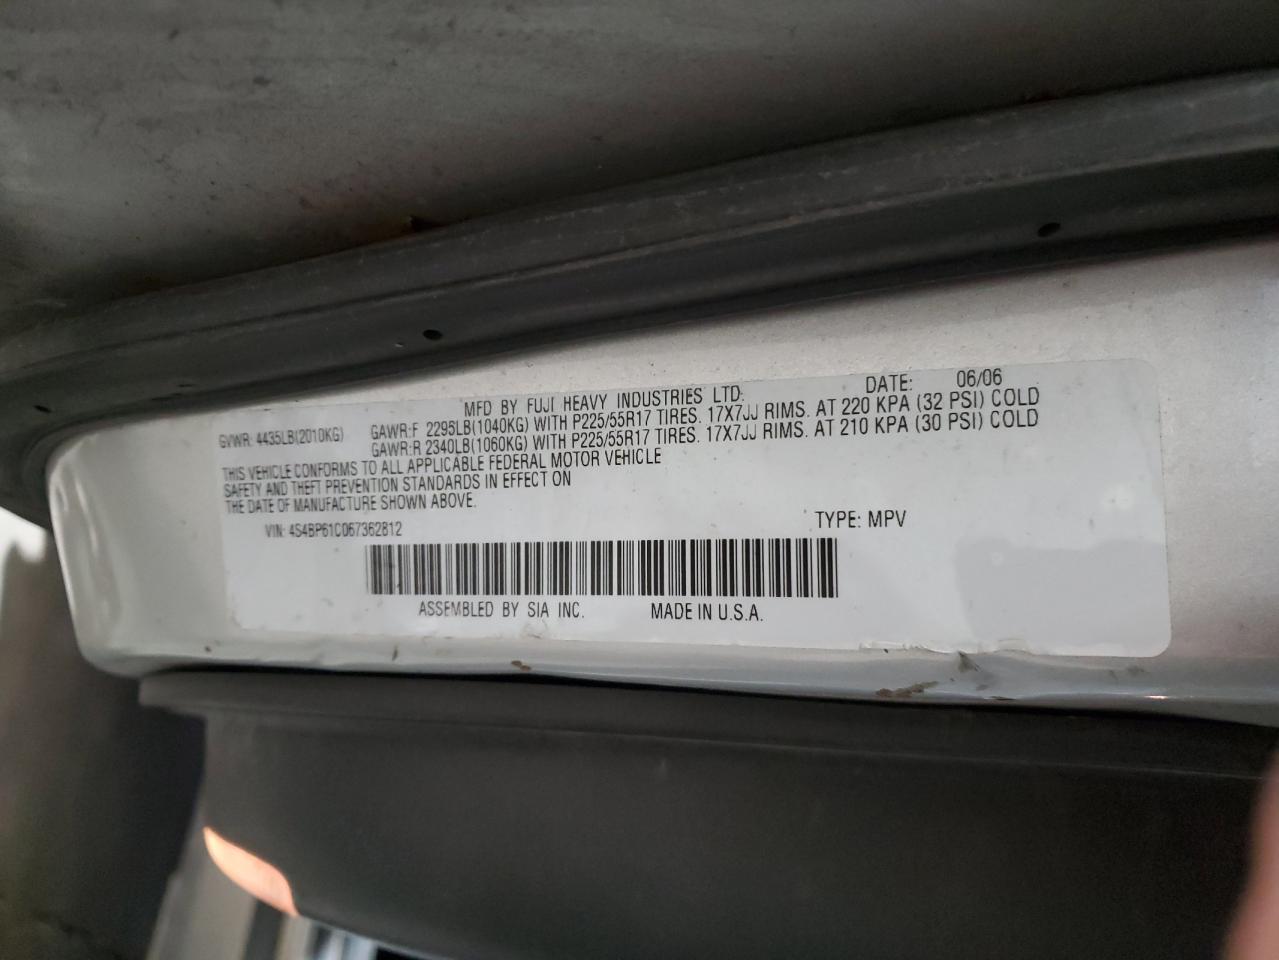 MFD BY FUJI HEAVY INDUSTRIES LTD. DATE: 06/06
GVWR: 4435LB(2010KG) GAWR:F 2295LB(1040KG) WITH P225/55R17 TIRES. 17X7JJ RIMS. AT 220 KPA (32 PSI) COLD
GAWR:R 2340LB(1060KG) WITH P225/55R17 TIRES. 17X7JJ RIMS. AT 210 KPA (30 PSI) COLD
THIS VEHICLE CONFORMS TO ALL APPLICABLE FEDERAL MOTOR VEHICLE
SAFETY AND THEFT PREVENTION STANDARDS IN EFFECT ON
THE DATE OF MANUFACTURE SHOWN ABOVE.
VIN: 4S4BP61C067362812 TYPE: MPV
ASSEMBLED BY SIA INC. MADE IN U.S.A.